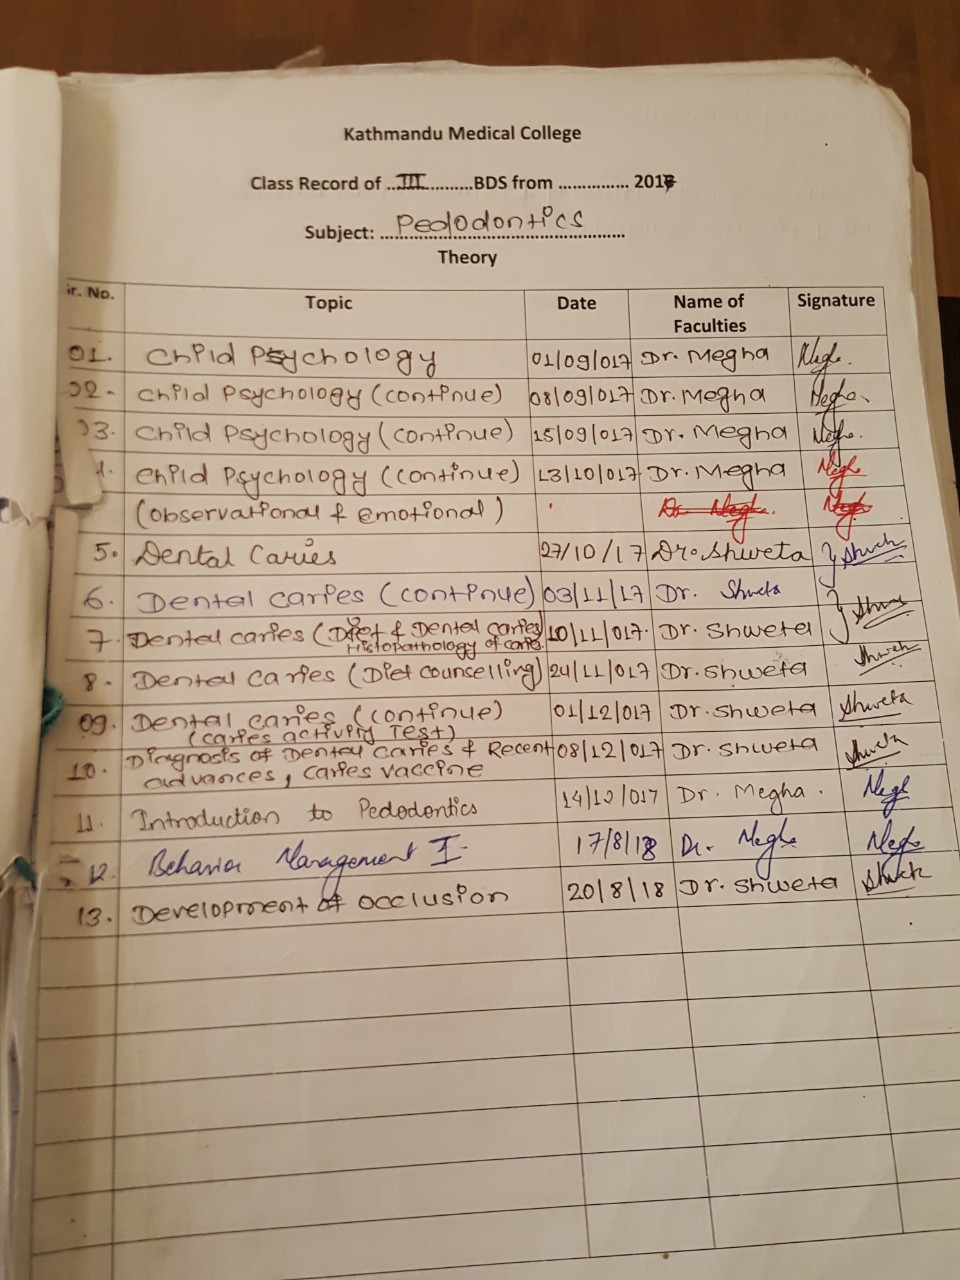 Kathmandu Medical College
Class Record of ..III..........BDS from ............... 2017
Subject: ....Pedodontics....
Theory
ir. No. Topic Date Name of Faculties Signature
01. Child Psychology 01/09/017 Dr. Megha Megha.
02. Child Psychology (continue) 08/09/017 Dr. Megha Megha.
03. Child Psychology (continue) 15/09/017 Dr. Megha Megha.
4. Child Psychology (continue) 13/10/017 Dr. Megha Megha
(observational & emotional) Dr. Megha. Megha
5. Dental Caries 27/10/17 Dr. Shweta Shweta
6. Dental caries (continue) 03/11/17 Dr. Shweta Shweta
7. Dental caries (Diet & Dental caries 10/11/017. Dr. Shweta
Histopathology of caries.
8. Dental caries (Diet counselling) 24/11/017 Dr. Shweta Shweta
09. Dental caries (continue) 01/12/017 Dr. Shweta Shweta
(caries activity Test)
10. Diagnosis of Dental Caries & Recent 08/12/017 Dr. Shweta Shweta
advances, caries vaccine
11. Introduction to Pedodontics 14/12/017 Dr. Megha. Megha
12. Behavior Management I. 17/8/18 Dr. Megha Megha
13. Development of occlusion 20/8/18 Dr. Shweta Shweta